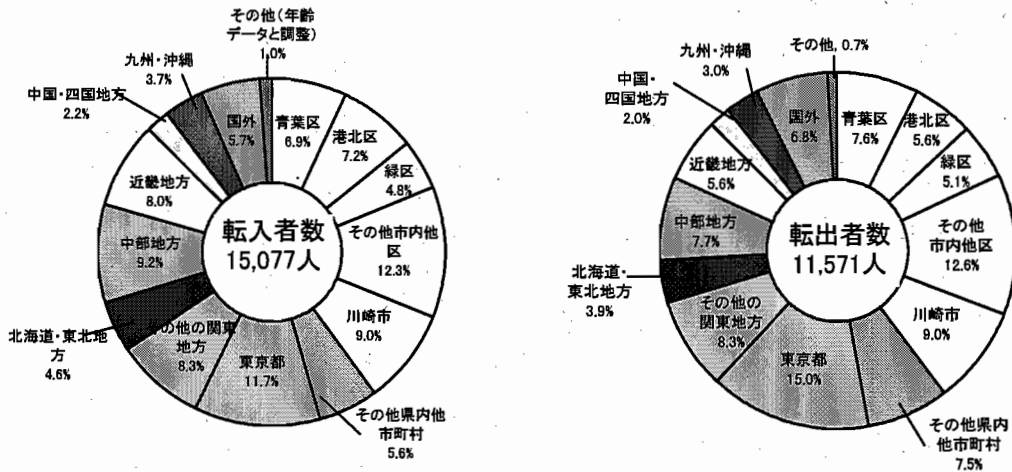 その他(年齢
データと調整)
1.0%
青葉区
6.9%
港北区
7.2%
緑区
4.8%
その他市内他
区
12.3%
川崎市
9.0%
その他県内他
市町村
5.6%
東京都
11.7%
その他の関東
地方
8.3%
北海道・東北地
方
4.6%
中部地方
9.2%
近畿地方
8.0%
中国・四国地方
2.2%
九州・沖縄
3.7%
国外
5.7%
転入者数
15,077人
その他, 0.7%
青葉区
7.6%
港北区
5.6%
緑区
5.1%
その他
市内他区
12.6%
川崎市
9.0%
その他県内
他市町村
7.5%
東京都
15.0%
その他の
関東地方
8.3%
北海道・
東北地方
3.9%
中部地方
7.7%
近畿地方
5.6%
中国・
四国地方
2.0%
九州・沖縄
3.0%
国外
6.8%
転出者数
11,571人